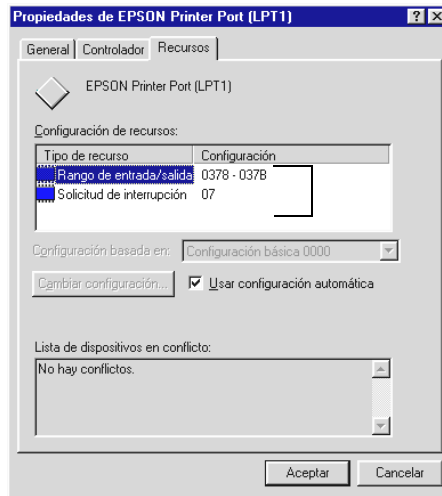 Propiedades de EPSON Printer Port (LPT1)
General Controlador Recursos
EPSON Printer Port (LPT1)
Configuración de recursos:
Tipo de recurso Configuración
Rango de entrada/salida 0378 - 037B
Solicitud de interrupción 07
Configuración basada en: Configuración básica 0000
Cambiar configuración... Usar configuración automática
Lista de dispositivos en conflicto:
No hay conflictos.
Aceptar Cancelar